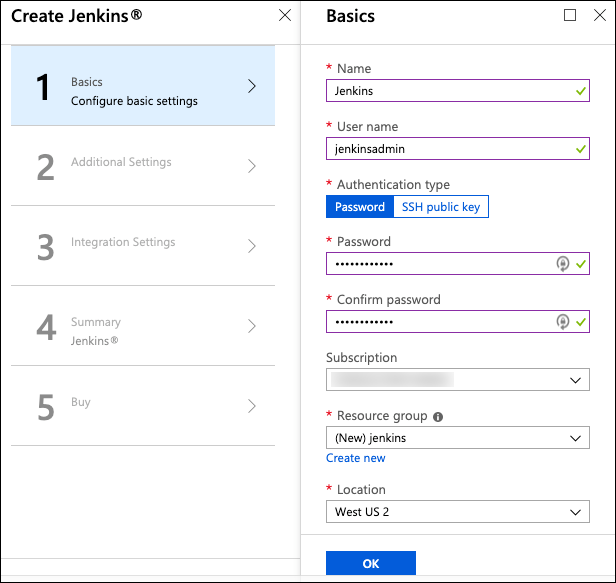 Create Jenkins®
1
Basics
Configure basic settings
2
Additional Settings
3
Integration Settings
4
Summary
Jenkins®
5
Buy
Basics
* Name
Jenkins
* User name
jenkinsadmin
* Authentication type
Password SSH public key
* Password
••••••••••••
* Confirm password
••••••••••••
Subscription
* Resource group
(New) jenkins
Create new
* Location
West US 2
OK